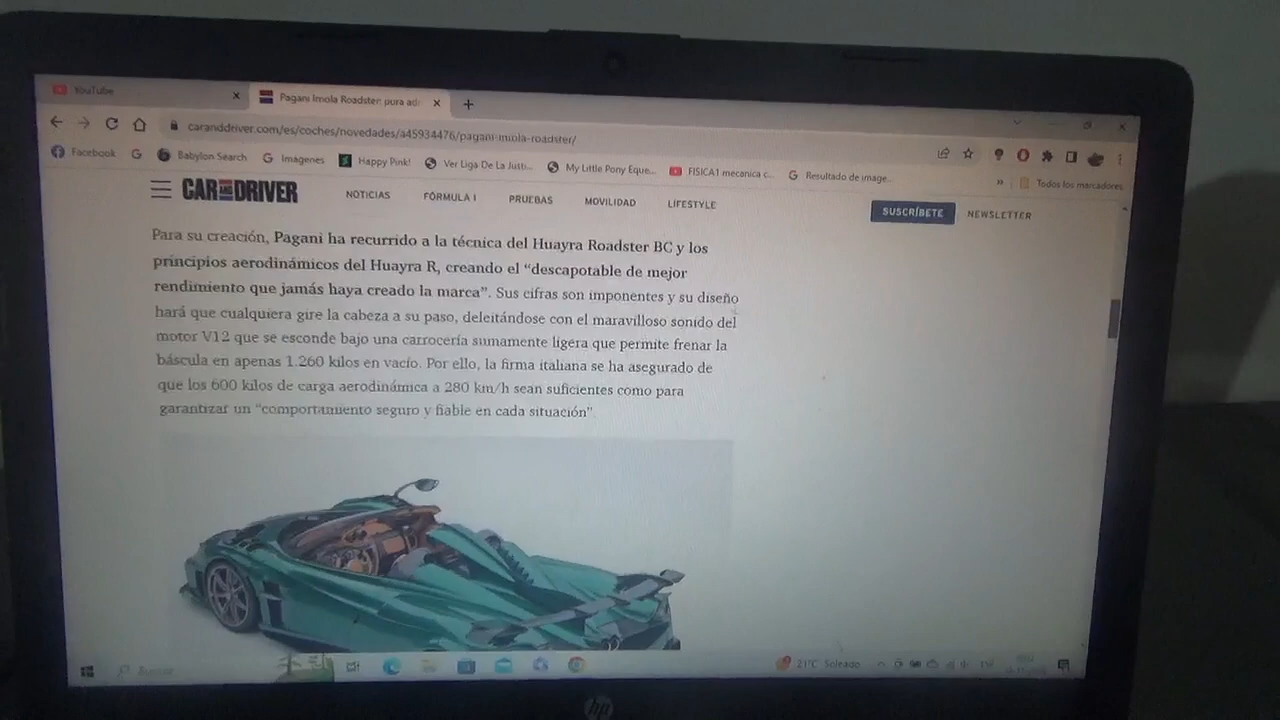 YouTube
Pagani Imola Roadster: pura ad
caranddriver.com/es/coches/novedades/a45934476/pagani-imola-roadster/
Facebook
Babylon Search
Imágenes
Happy Pink!
Ver Liga De La Justi...
My Little Pony Eque...
FISICA1 mecanica c...
Resultado de image...
»
Todos los marcadores
CAR AND DRIVER
NOTICIAS
FÓRMULA 1
PRUEBAS
MOVILIDAD
LIFESTYLE
SUSCRÍBETE
NEWSLETTER
Para su creación, Pagani ha recurrido a la técnica del Huayra Roadster BC y los
principios aerodinámicos del Huayra R, creando el “descapotable de mejor
rendimiento que jamás haya creado la marca”. Sus cifras son imponentes y su diseño
hará que cualquiera gire la cabeza a su paso, deleitándose con el maravilloso sonido del
motor V12 que se esconde bajo una carrocería sumamente ligera que permite frenar la
báscula en apenas 1.260 kilos en vacío. Por ello, la firma italiana se ha asegurado de
que los 600 kilos de carga aerodinámica a 280 km/h sean suficientes como para
garantizar un “comportamiento seguro y fiable en cada situación”
Buscar
21°C Soleado
hp